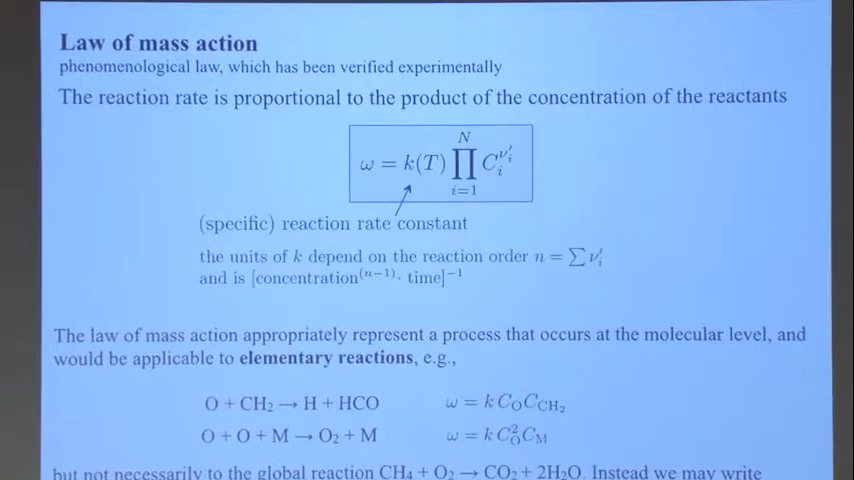 Law of mass action
phenomenological law, which has been verified experimentally
The reaction rate is proportional to the product of the concentration of the reactants
ω = k(T) ∏_{i=1}^{N} C_i^{ν′_i}
(specific) reaction rate constant
the units of k depend on the reaction order n = ∑ ν′_i
and is [concentration^{(n−1)}· time]^{−1}
The law of mass action appropriately represent a process that occurs at the molecular level, and
would be applicable to elementary reactions, e.g.,
O + CH₂ → H + HCO ω = k C_O C_{CH₂}
O + O + M → O₂ + M ω = k C_O^2 C_M
but not necessarily to the global reaction CH₄ + O₂ → CO₂ + 2H₂O. Instead we may write